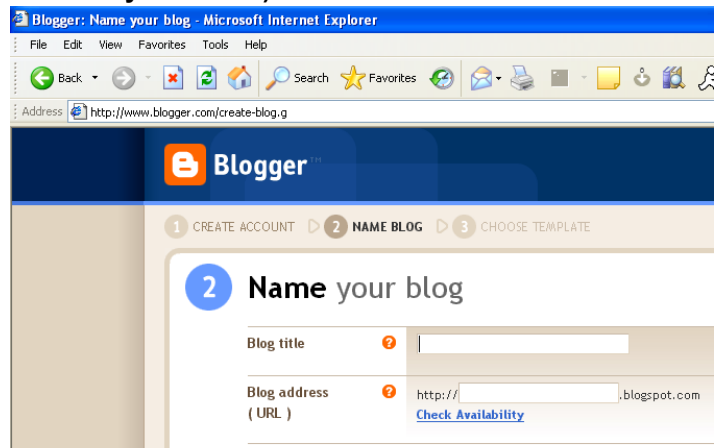 Blogger: Name your blog - Microsoft Internet Explorer
File Edit View Favorites Tools Help
Back Search Favorites
Address http://www.blogger.com/create-blog.g
Blogger™
1 CREATE ACCOUNT 2 NAME BLOG 3 CHOOSE TEMPLATE
2 Name your blog
Blog title ?
Blog address ? http:// .blogspot.com
( URL ) Check Availability